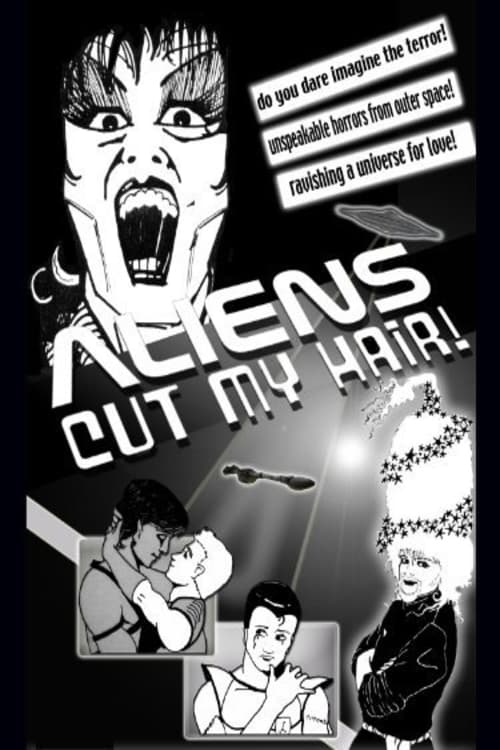 do you dare imagine the terror!
unspeakable horrors from outer space!
ravishing a universe for love!
ALIENS
CUT MY HAIR!